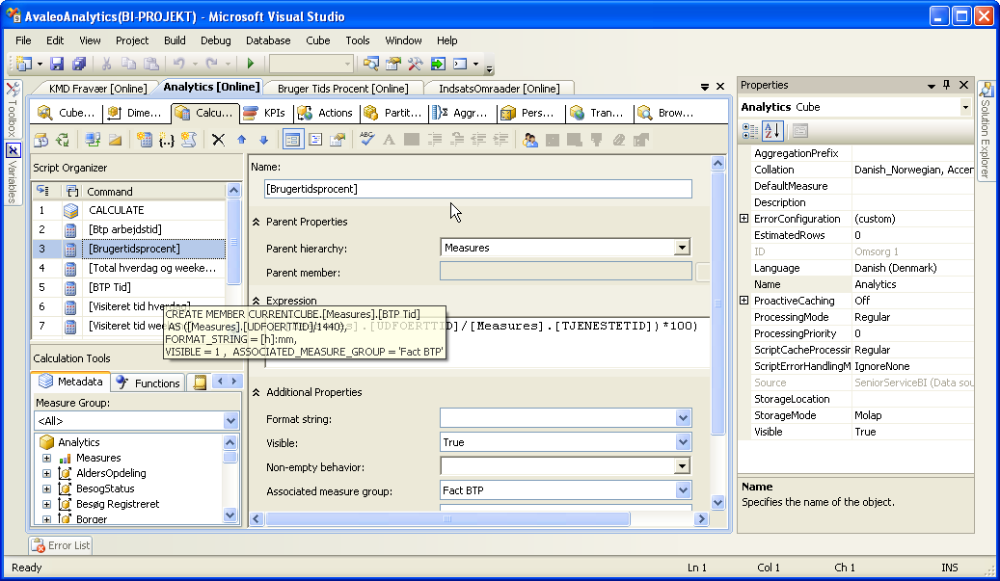 AvaleoAnalytics(BI-PROJEKT) - Microsoft Visual Studio
File Edit View Project Build Debug Database Cube Tools Window Help
KMD Fravær [Online] Analytics [Online] Bruger Tids Procent [Online] IndsatsOmraader [Online]
Cube... Dime... Calcu... KPIs Actions Partit... Aggr... Pers... Tran... Brow...
Toolbox
Variables
Script Organizer
Command
1 CALCULATE
2 [Btp arbejdstid]
3 [Brugertidsprocent]
4 [Total hverdag og weeke...
5 [BTP Tid]
6 [Visiteret tid hverdag]
7 [Visiteret tid wee
Calculation Tools
Metadata Functions
Measure Group:
<All>
Analytics
Measures
AldersOpdeling
BesogStatus
Besøg Registreret
Borger
Name:
[Brugertidsprocent]
Parent Properties
Parent hierarchy: Measures
Parent member:
Expression
.[UDFOERTTID]/[Measures].[TJENESTETID])*100)
CREATE MEMBER CURRENTCUBE.[Measures].[BTP Tid]
AS ([Measures].[UDFOERTTID]/1440),
FORMAT_STRING = [h]:mm,
VISIBLE = 1 , ASSOCIATED_MEASURE_GROUP = 'Fact BTP'
Additional Properties
Format string:
Visible: True
Non-empty behavior:
Associated measure group: Fact BTP
Properties
Analytics Cube
AggregationPrefix
Collation Danish_Norwegian, Accen
DefaultMeasure
Description
ErrorConfiguration (custom)
EstimatedRows 0
ID Omsorg 1
Language Danish (Denmark)
Name Analytics
ProactiveCaching Off
ProcessingMode Regular
ProcessingPriority 0
ScriptCacheProcessin Regular
ScriptErrorHandlingM IgnoreNone
Source SeniorServiceBI (Data sou
StorageLocation
StorageMode Molap
Visible True
Name
Specifies the name of the object.
Solution Explorer
Error List
Ready Ln 1 Col 1 Ch 1 INS